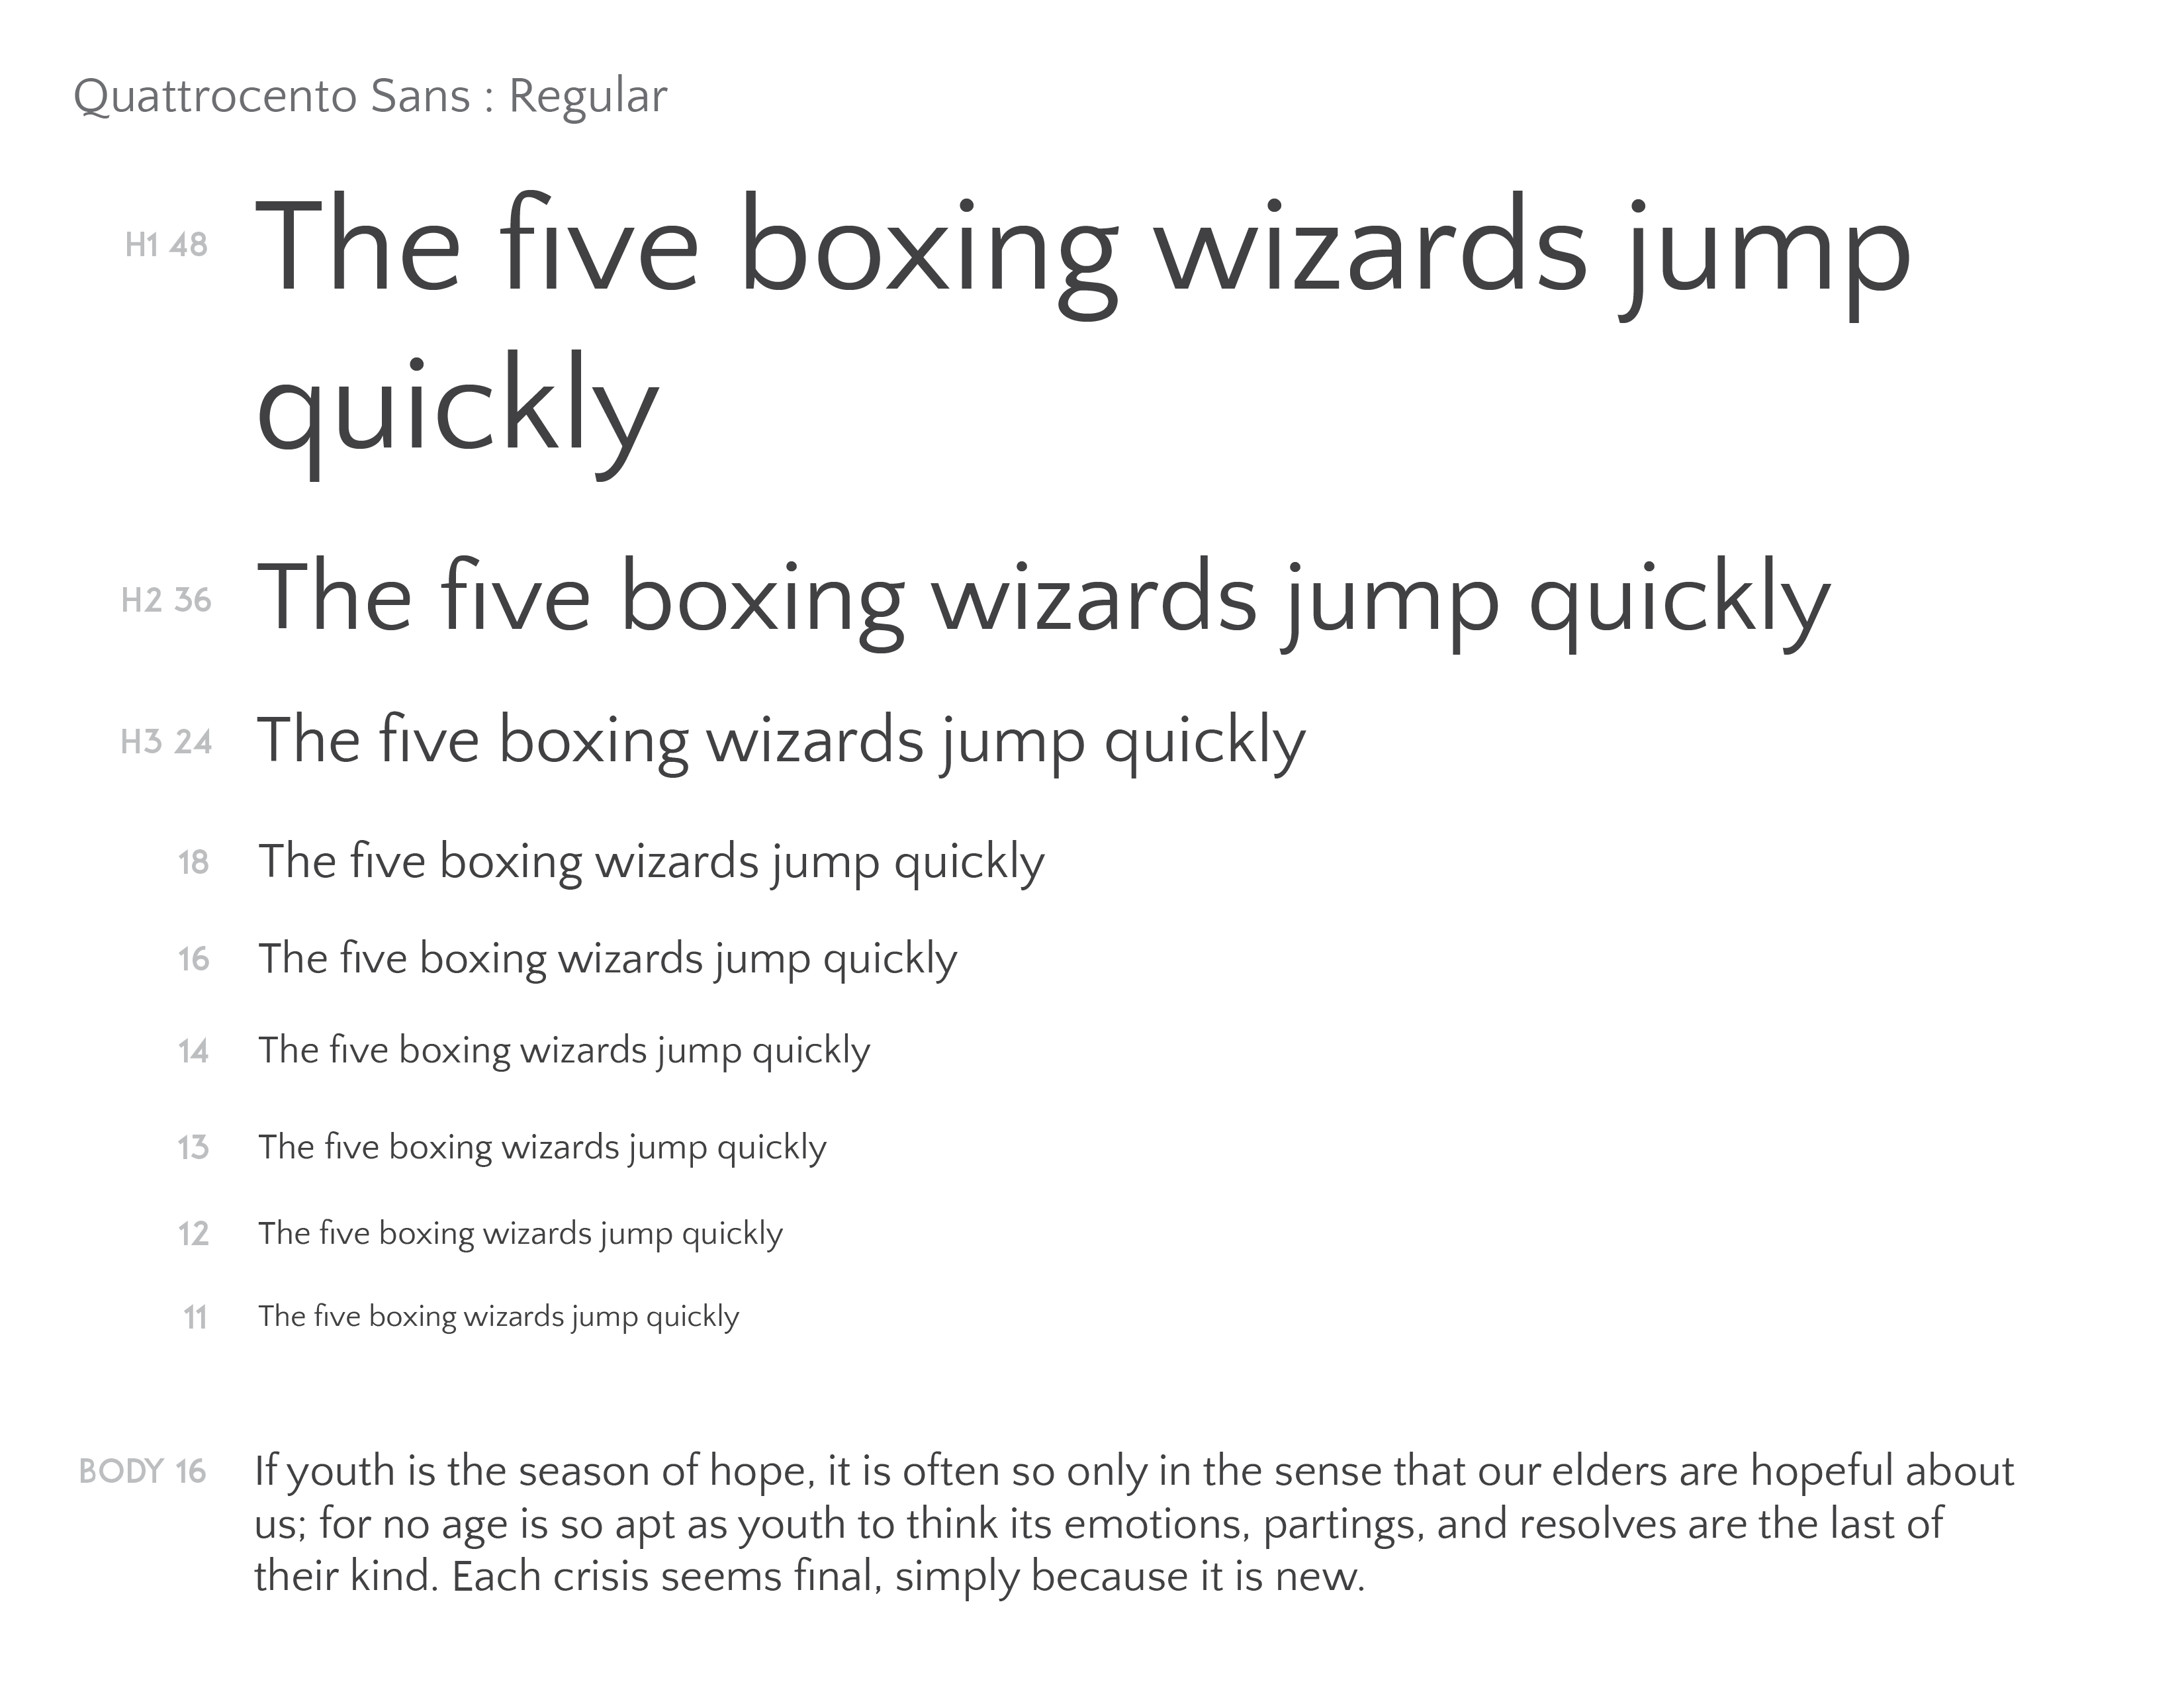 Quattrocento Sans : Regular
H1 48 The five boxing wizards jump
quickly
H2 36 The five boxing wizards jump quickly
H3 24 The five boxing wizards jump quickly
18 The five boxing wizards jump quickly
16 The five boxing wizards jump quickly
14 The five boxing wizards jump quickly
13 The five boxing wizards jump quickly
12 The five boxing wizards jump quickly
11 The five boxing wizards jump quickly
BODY 16 If youth is the season of hope, it is often so only in the sense that our elders are hopeful about
us; for no age is so apt as youth to think its emotions, partings, and resolves are the last of
their kind. Each crisis seems final, simply because it is new.